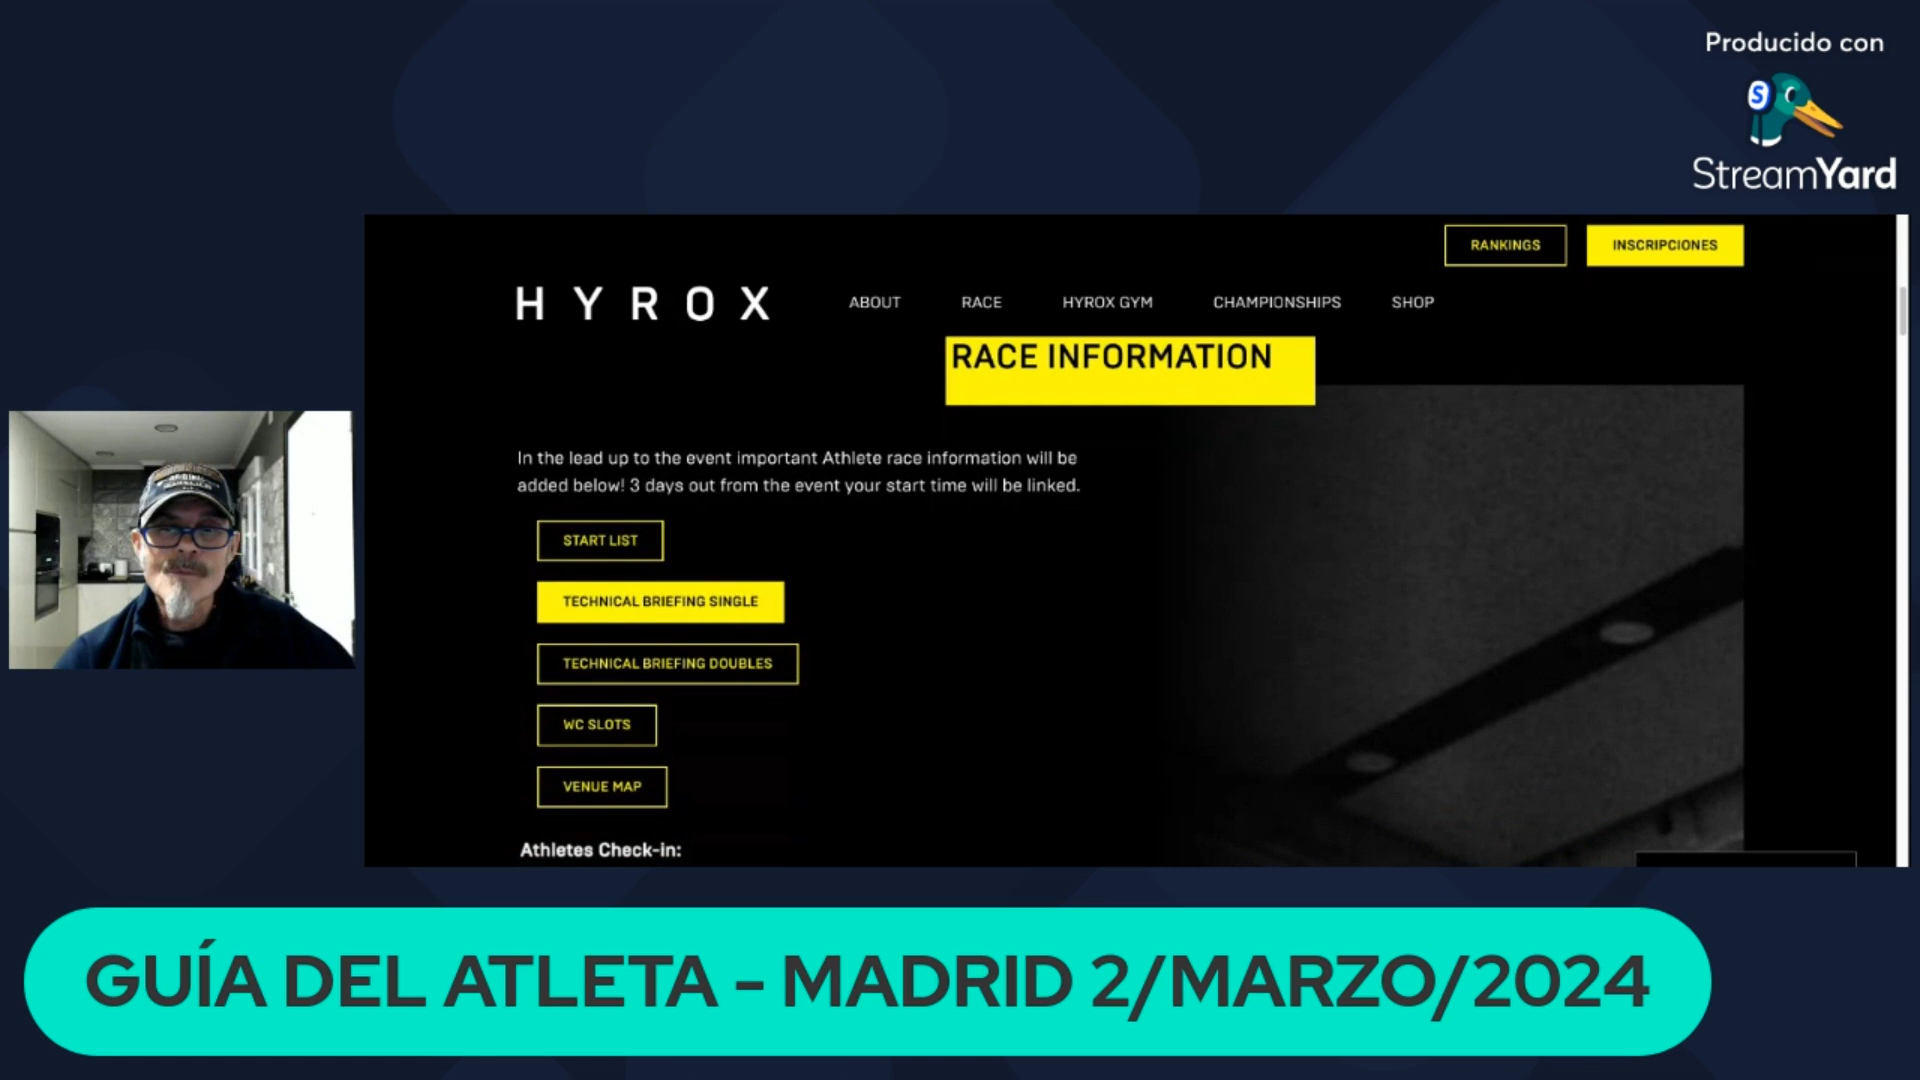 Producido con
S
StreamYard
RANKINGS
INSCRIPCIONES
HYROX
ABOUT
RACE
HYROX GYM
CHAMPIONSHIPS
SHOP
RACE INFORMATION
In the lead up to the event important Athlete race information will be
added below! 3 days out from the event your start time will be linked.
START LIST
TECHNICAL BRIEFING SINGLE
TECHNICAL BRIEFING DOUBLES
WC SLOTS
VENUE MAP
Athletes Check-in:
GUÍA DEL ATLETA - MADRID 2/MARZO/2024